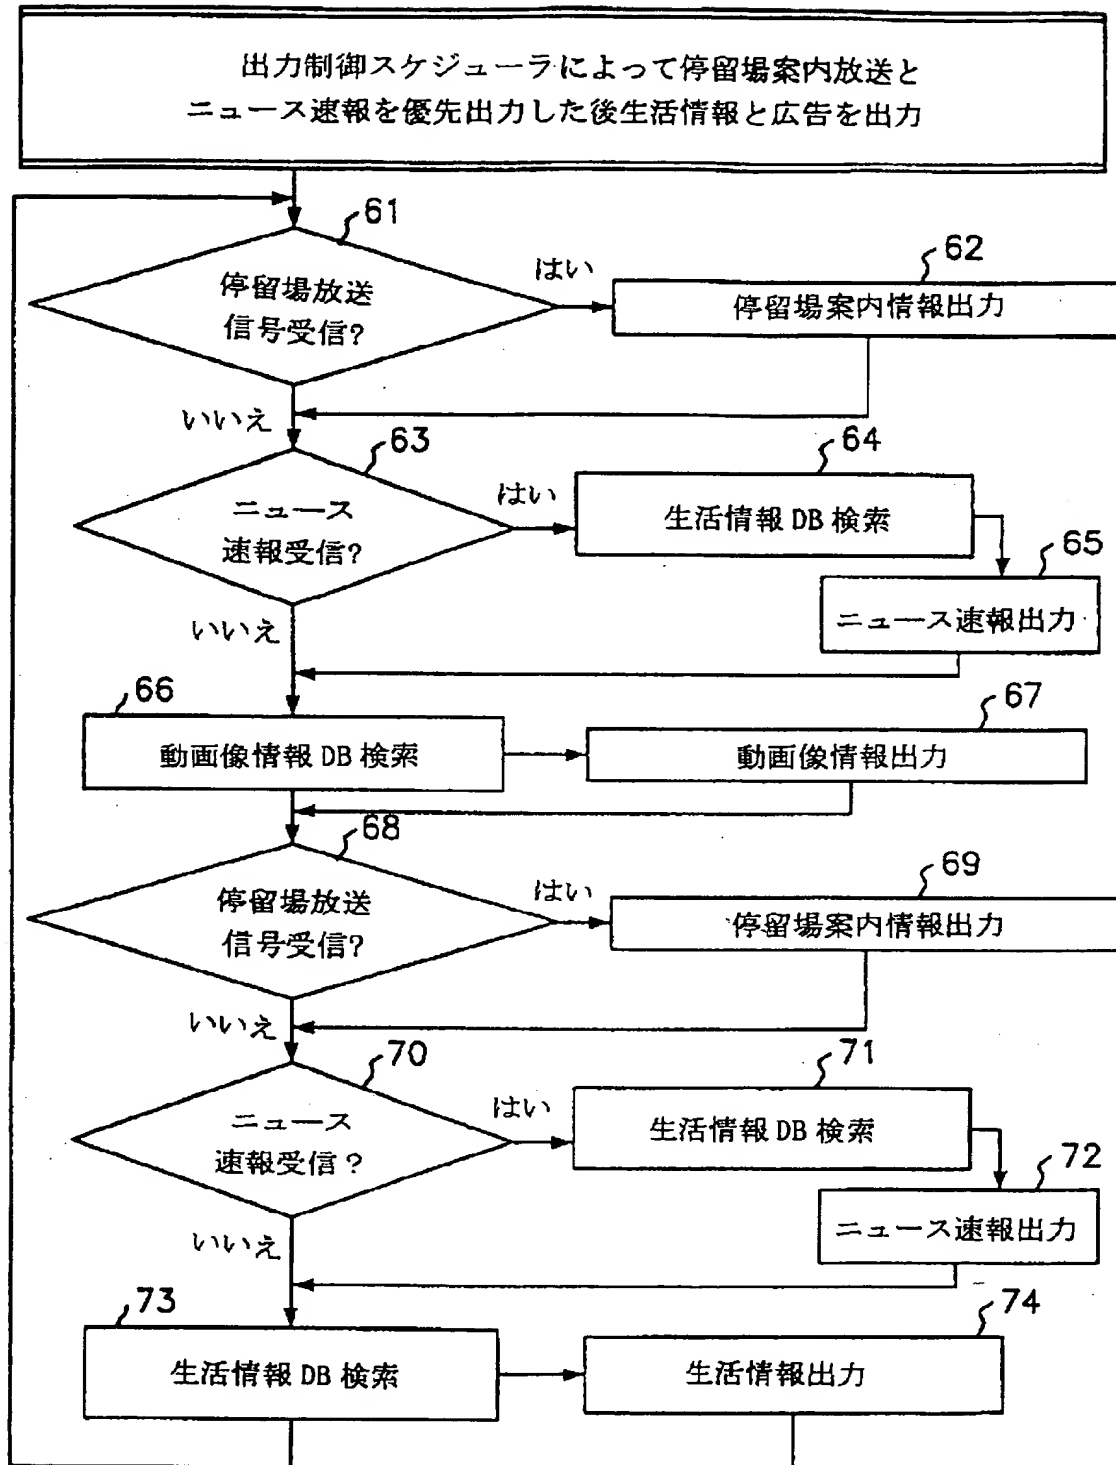 出力制御スケジューラによって停留場案内放送と
ニュース速報を優先出力した後生活情報と広告を出力
61
停留場放送
信号受信?
はい
62
停留場案内情報出力
いいえ
63
ニュース
速報受信?
はい
64
生活情報 DB 検索
65
ニュース速報出力
いいえ
66
動画像情報 DB 検索
67
動画像情報出力
68
停留場放送
信号受信?
はい
69
停留場案内情報出力
いいえ
70
ニュース
速報受信?
はい
71
生活情報 DB 検索
72
ニュース速報出力
いいえ
73
生活情報 DB 検索
74
生活情報出力